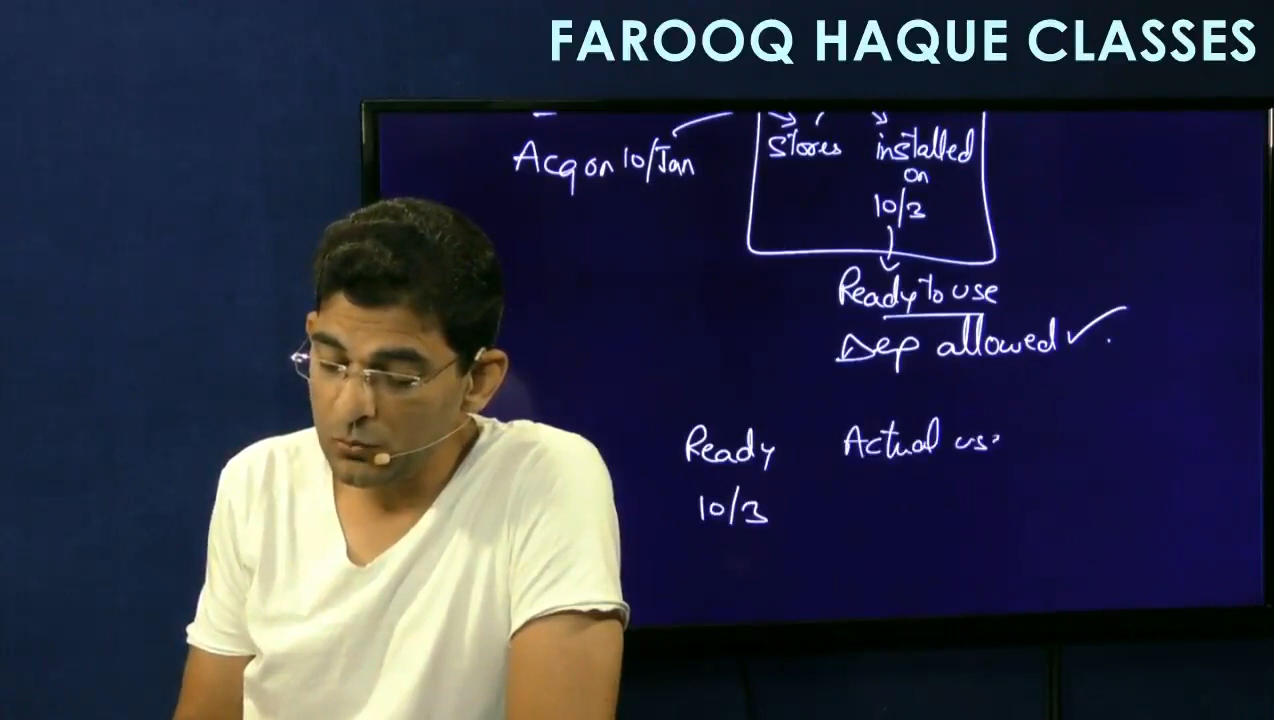 FAROOQ HAQUE CLASSES
Acq on 10/Jan
stores installed
on
10/3
Ready to use
Dep allowed ✓.
Ready Actual us
10/3